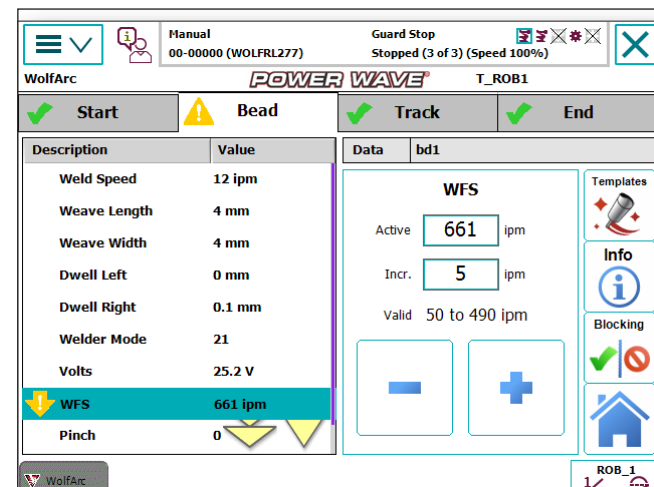 Manual
00-00000 (WOLFRL277)
Guard Stop
Stopped (3 of 3) (Speed 100%)
WolfArc
POWER WAVE®
T_ROB1
Start
Bead
Track
End
Description Value
Weld Speed 12 ipm
Weave Length 4 mm
Weave Width 4 mm
Dwell Left 0 mm
Dwell Right 0.1 mm
Welder Mode 21
Volts 25.2 V
WFS 661 ipm
Pinch 0
Data bd1
WFS
Active 661 ipm
Incr. 5 ipm
Valid 50 to 490 ipm
Templates
Info
Blocking
WolfArc
ROB_1